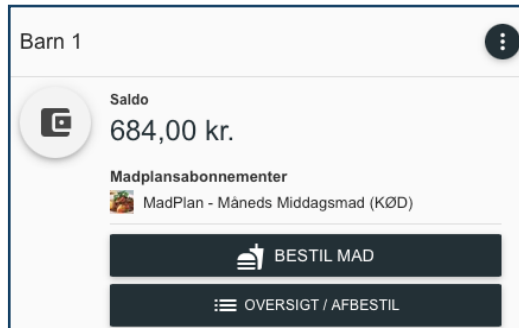 Barn 1
Saldo
684,00 kr.
Madplansabonnementer
MadPlan - Måneds Middagsmad (KØD)
BESTIL MAD
OVERSIGT / AFBESTIL